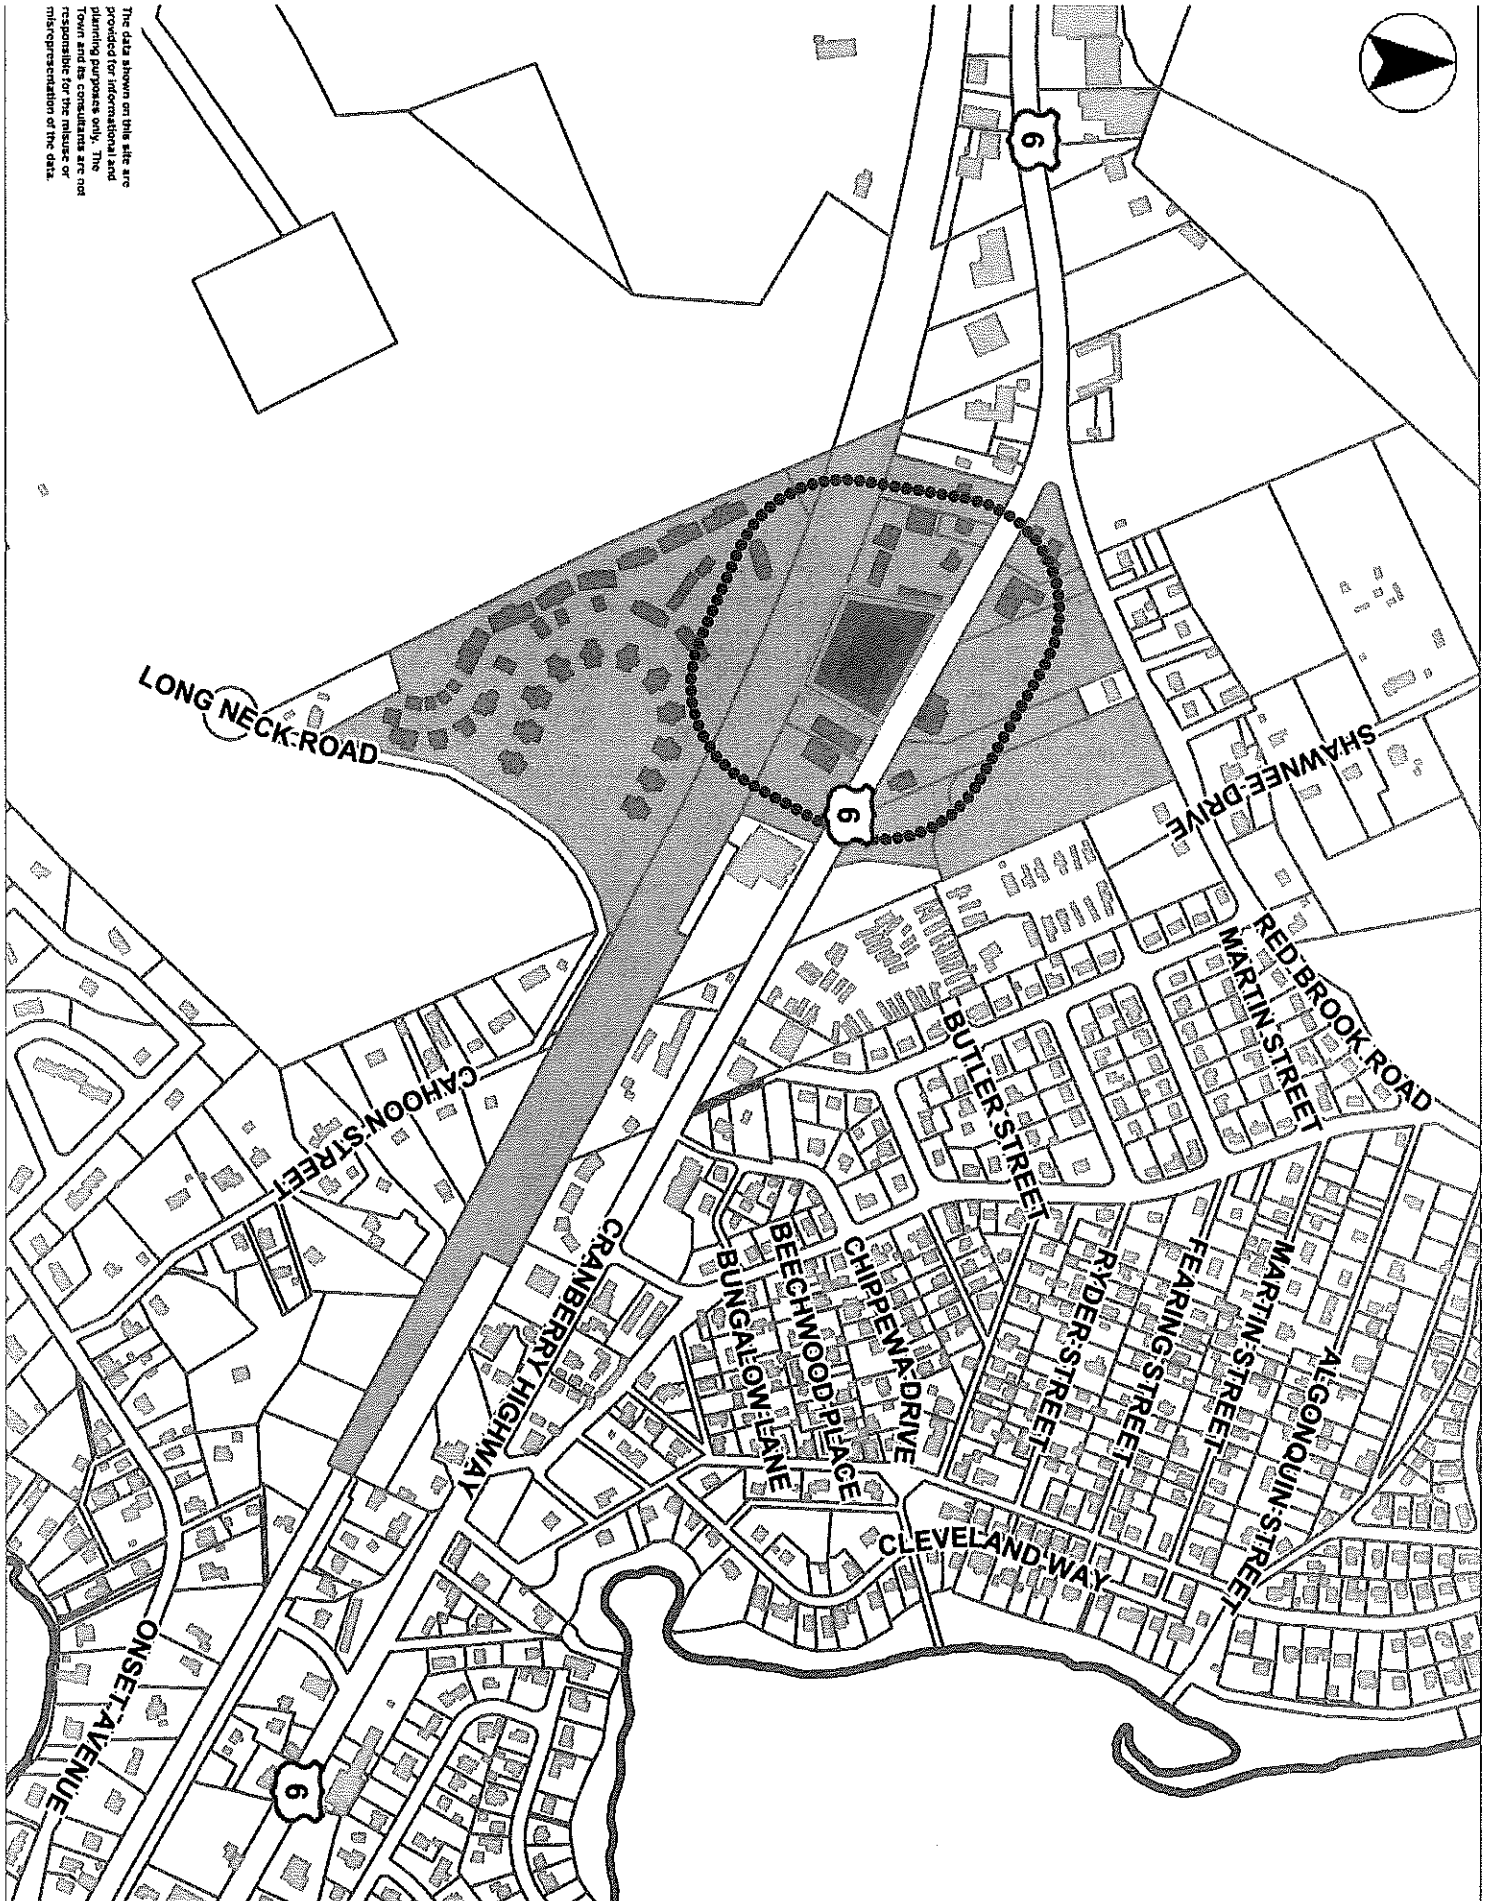 The data shown on this site are
provided for informational and
planning purposes only. The
Town and its consultants are not
responsible for the misuse or
misrepresentation of the data.
6
LONG NECK ROAD
6
SHAWNEE DRIVE
RED BROOK ROAD
MARTIN STREET
BUTLER STREET
CAHOON STREET
CRANBERRY HIGHWAY
BUNGALOW LANE
BEECHWOOD PLACE
CHIPPEWA DRIVE
RYDER STREET
FEARING STREET
MARTIN STREET
ALGONQUIN STREET
CLEVELAND WAY
ONSET AVENUE
6